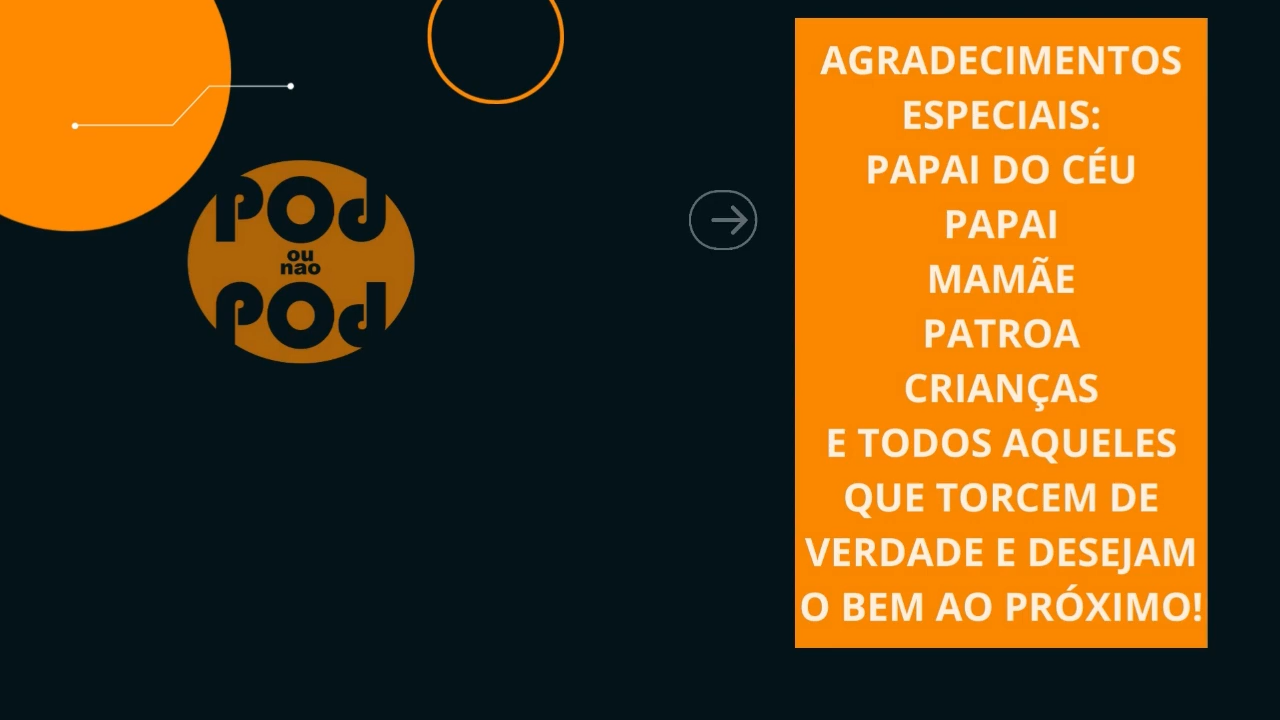 POd
ou
nao
POd
AGRADECIMENTOS
ESPECIAIS:
PAPAI DO CÉU
PAPAI
MAMÃE
PATROA
CRIANÇAS
E TODOS AQUELES
QUE TORCEM DE
VERDADE E DESEJAM
O BEM AO PRÓXIMO!